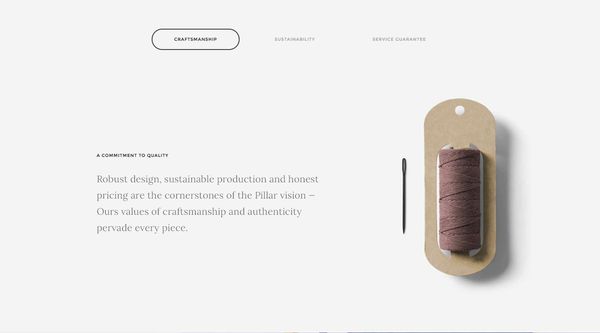 CRAFTSMANSHIP
SUSTAINABILITY
SERVICE GUARANTEE
A COMMITMENT TO QUALITY
Robust design, sustainable production and honest
pricing are the cornerstones of the Pillar vision –
Ours values of craftsmanship and authenticity
pervade every piece.